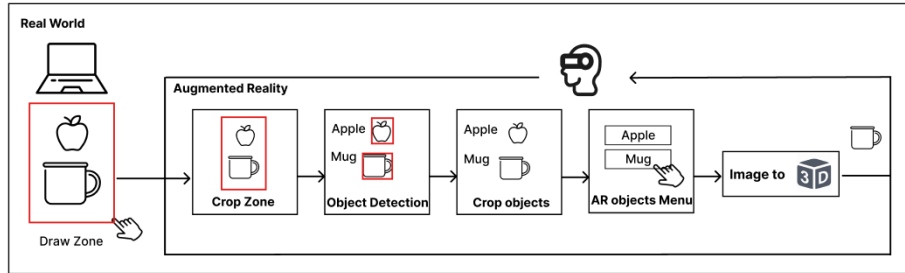 Real World
Draw Zone
Augmented Reality
Crop Zone
Apple
Mug
Object Detection
Apple
Mug
Crop objects
Apple
Mug
AR objects Menu
Image to 3D